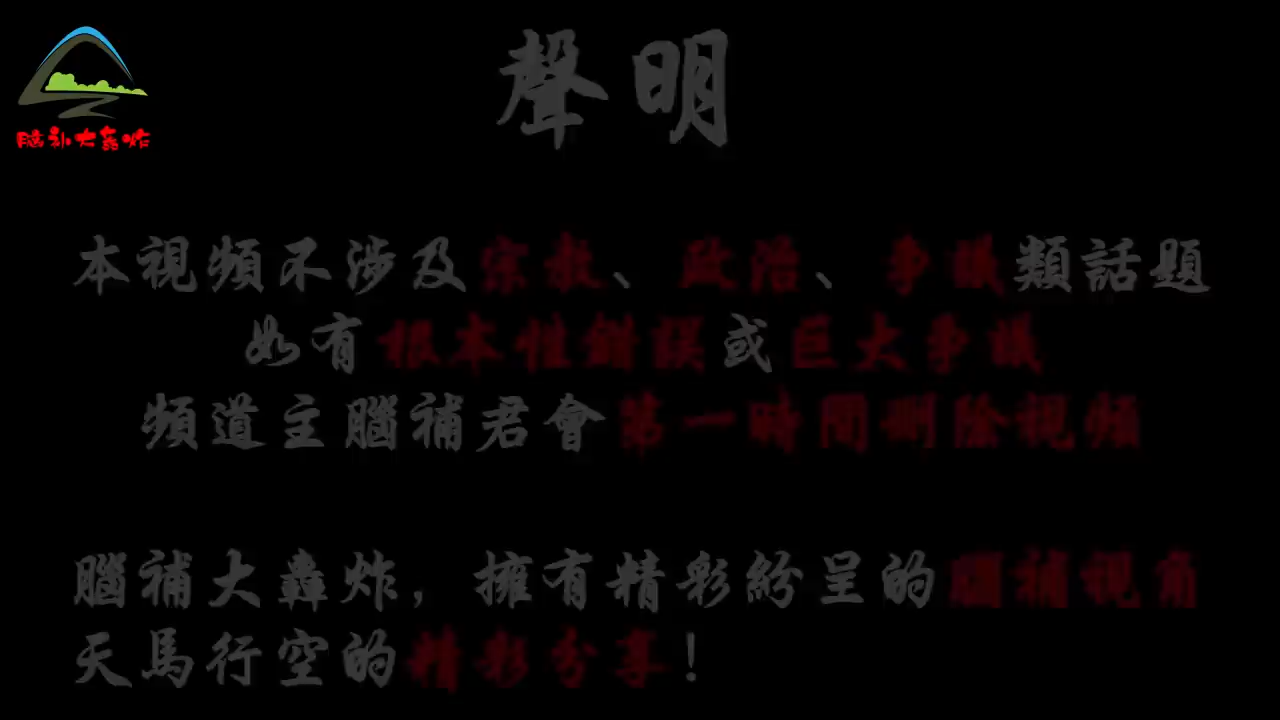 腦补大轰炸
聲明
本視頻不涉及宗教、政治、爭議類話題
如有根本性錯誤或巨大爭議
頻道主腦補君會第一時間刪除視頻
腦補大轟炸，擁有精彩紛呈的腦補視角
天馬行空的精彩分享！